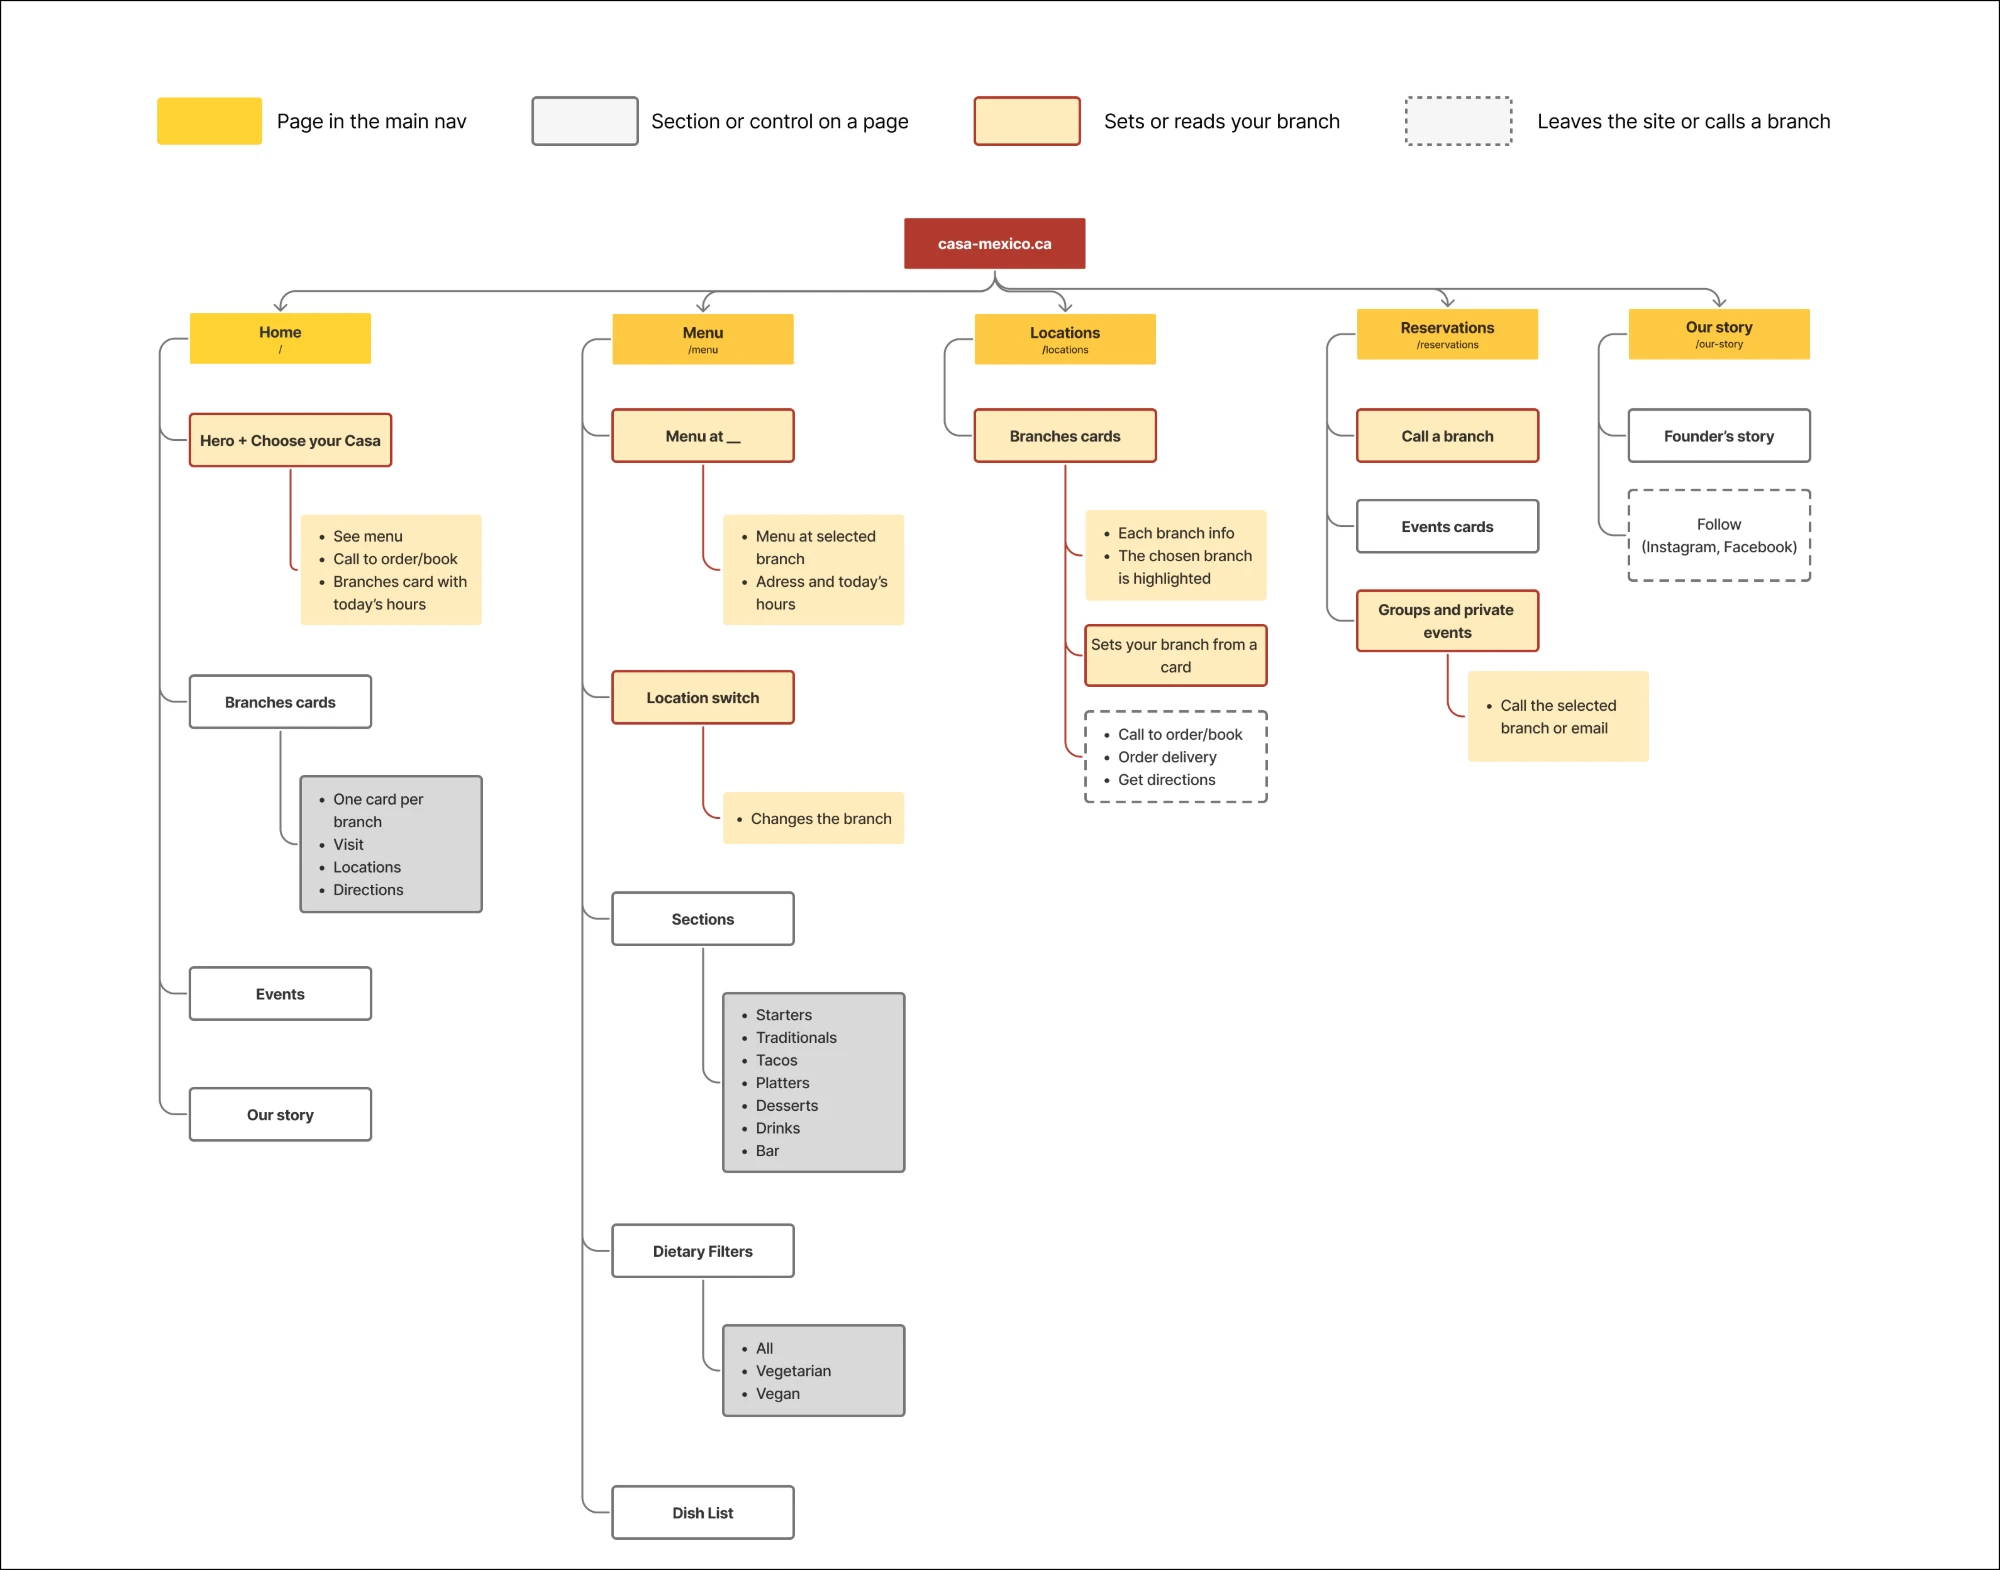 Page in the main nav
Section or control on a page
Sets or reads your branch
Leaves the site or calls a branch
casa-mexico.ca
Home
/
Hero + Choose your Casa
See menu
Call to order/book
Branches card with
today's hours
Branches cards
One card per
branch
Visit
Locations
Directions
Events
Our story
Menu
/menu
Menu at __
Menu at selected
branch
Adress and today's
hours
Location switch
Changes the branch
Sections
Starters
Traditionals
Tacos
Platters
Desserts
Drinks
Bar
Dietary Filters
All
Vegetarian
Vegan
Dish List
Locations
/locations
Branches cards
Each branch info
The chosen branch
is highlighted
Sets your branch from a
card
Call to order/book
Order delivery
Get directions
Reservations
/reservations
Call a branch
Events cards
Groups and private
events
Call the selected
branch or email
Our story
/our-story
Founder's story
Follow
(Instagram, Facebook)